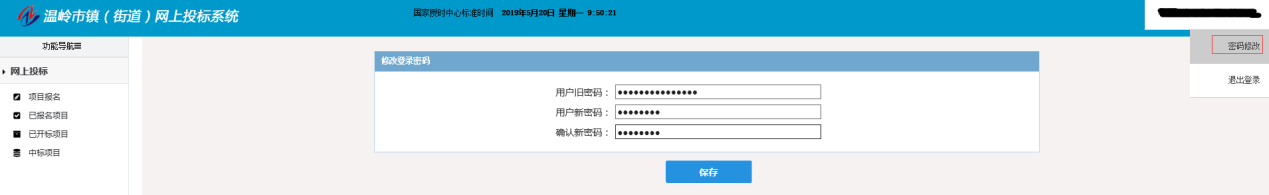 温岭市镇（街道）网上投标系统
国家授时中心标准时间 2019年5月20日 星期一 9:50:21
密码修改
退出登录
功能导航
网上投标
项目报名
已报名项目
已开标项目
中标项目
修改登录密码
用户旧密码：●●●●●●●●●●●●●●●
用户新密码：●●●●●●●●
确认新密码：●●●●●●●●
保存